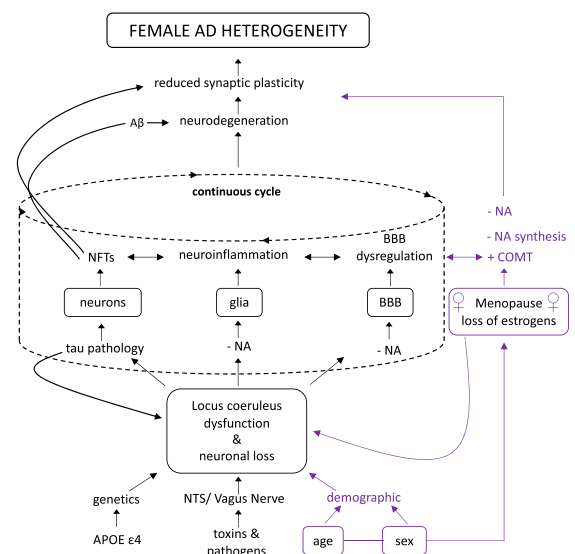 FEMALE AD HETEROGENEITY
reduced synaptic plasticity
Aβ
neurodegeneration
continuous cycle
- NA
- NA synthesis
+ COMT
NFTs
neuroinflammation
BBB
dysregulation
neurons
glia
BBB
♀ Menopause ♀
loss of estrogens
tau pathology
- NA
- NA
Locus coeruleus
dysfunction
&
neuronal loss
genetics
NTS/ Vagus Nerve
demographic
APOE ε4
toxins &
pathogens
age
sex